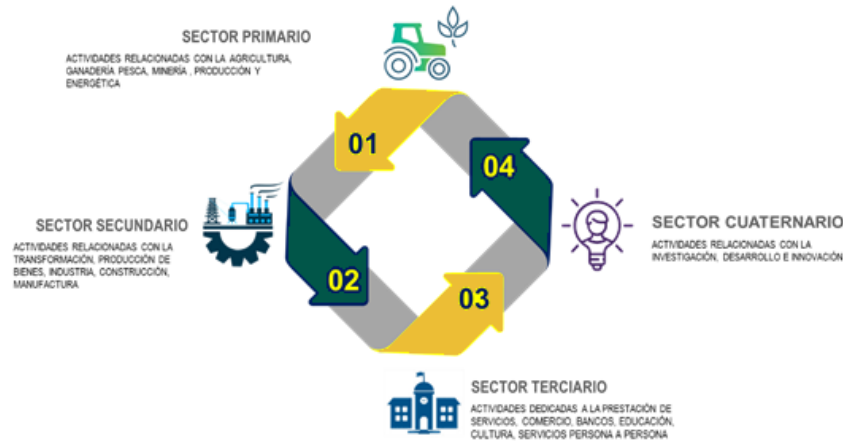 SECTOR PRIMARIO
ACTIVIDADES RELACIONADAS CON LA AGRICULTURA,
GANADERÍA PESCA, MINERÍA , PRODUCCIÓN Y
ENERGÉTICA
01
04
SECTOR SECUNDARIO
ACTIVIDADES RELACIONADAS CON LA
TRANSFORMACIÓN, PRODUCCIÓN DE
BIENES, INDUSTRIA, CONSTRUCCIÓN,
MANUFACTURA
SECTOR CUATERNARIO
ACTIVIDADES RELACIONADAS CON LA
INVESTIGACIÓN, DESARROLLO E INNOVACIÓN
02
03
SECTOR TERCIARIO
ACTIVIDADES DEDICADAS A LA PRESTACIÓN DE
SERVICIOS, COMERCIO, BANCOS, EDUCACIÓN,
CULTURA, SERVICIOS PERSONA A PERSONA